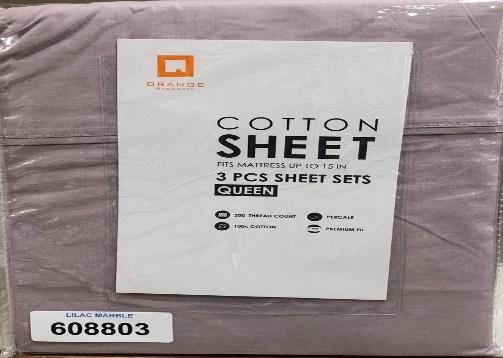 ORANGE
COTTON
SHEET
FITS MATTRESS UP TO 15 IN
3 PCS SHEET SETS
QUEEN
200 THREAD COUNT
PERCALE
100% COTTON
PREMIUM FIT
LILAC MARBLE
608803